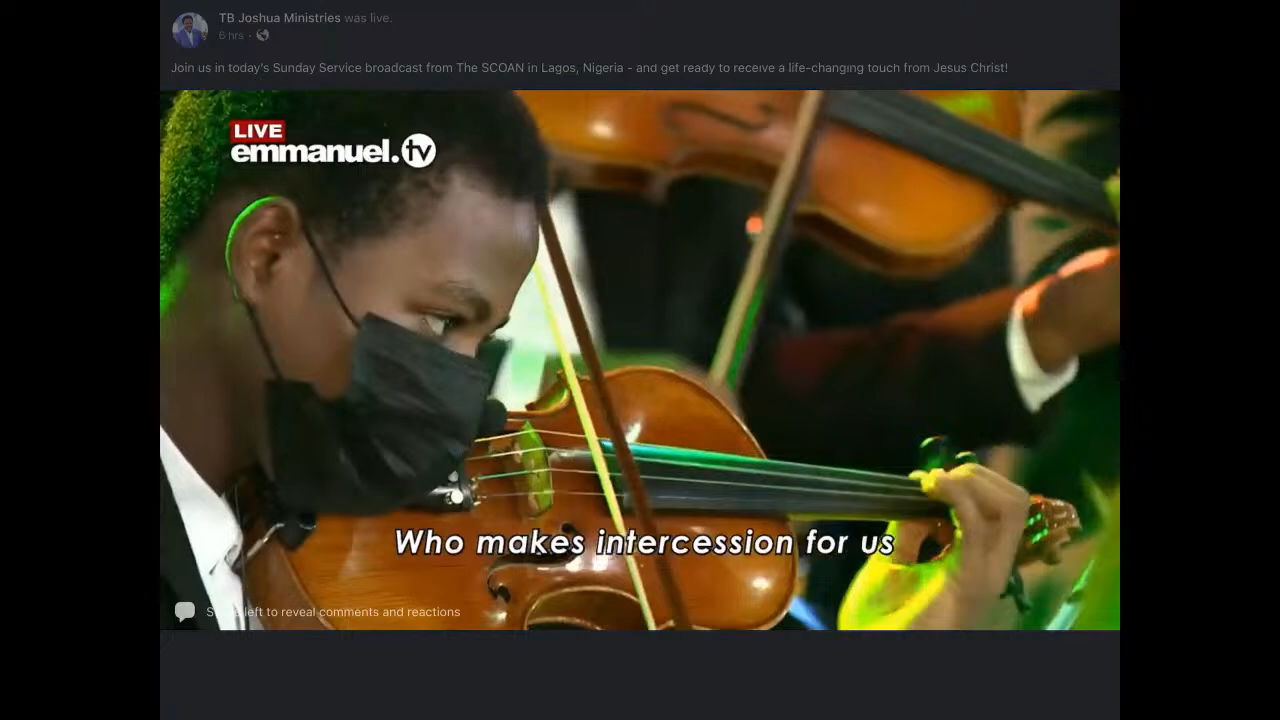 TB Joshua Ministries was live.
6 hrs ·
Join us in today's Sunday Service broadcast from The SCOAN in Lagos, Nigeria - and get ready to receive a life-changing touch from Jesus Christ!
LIVE
emmanuel.tv
Who makes intercession for us
left to reveal comments and reactions